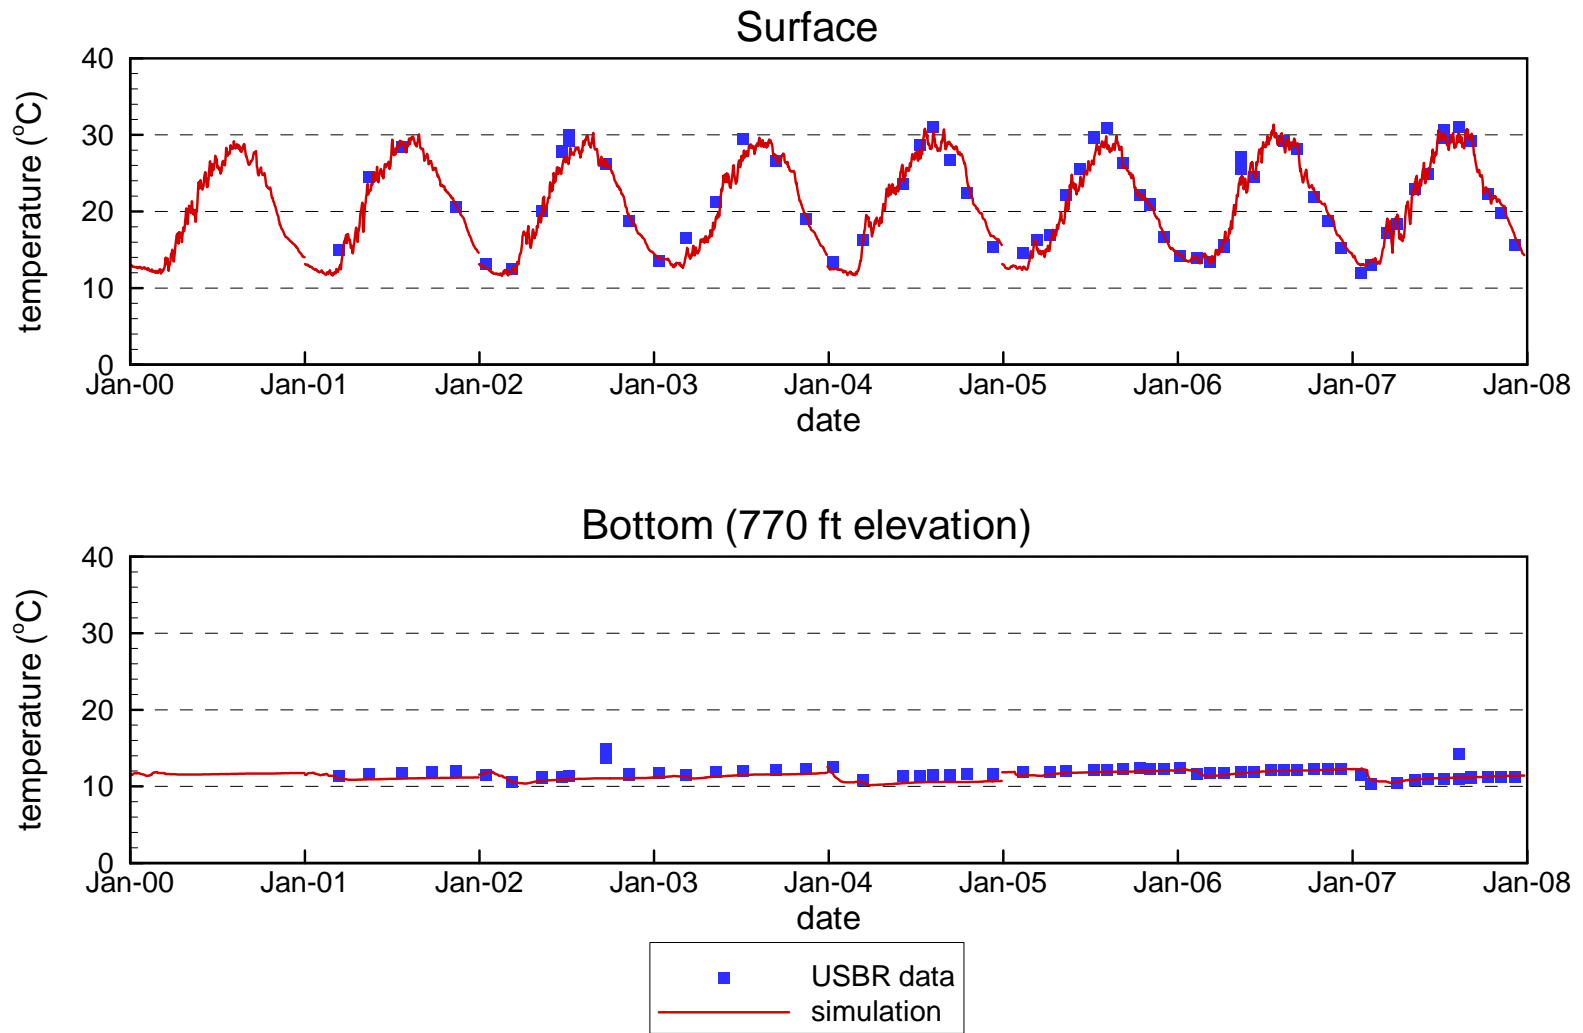 Surface
temperature (°C)
40
30
20
10
0
Jan-00 Jan-01 Jan-02 Jan-03 Jan-04 Jan-05 Jan-06 Jan-07 Jan-08
date
Bottom (770 ft elevation)
temperature (°C)
40
30
20
10
0
Jan-00 Jan-01 Jan-02 Jan-03 Jan-04 Jan-05 Jan-06 Jan-07 Jan-08
date
USBR data
simulation